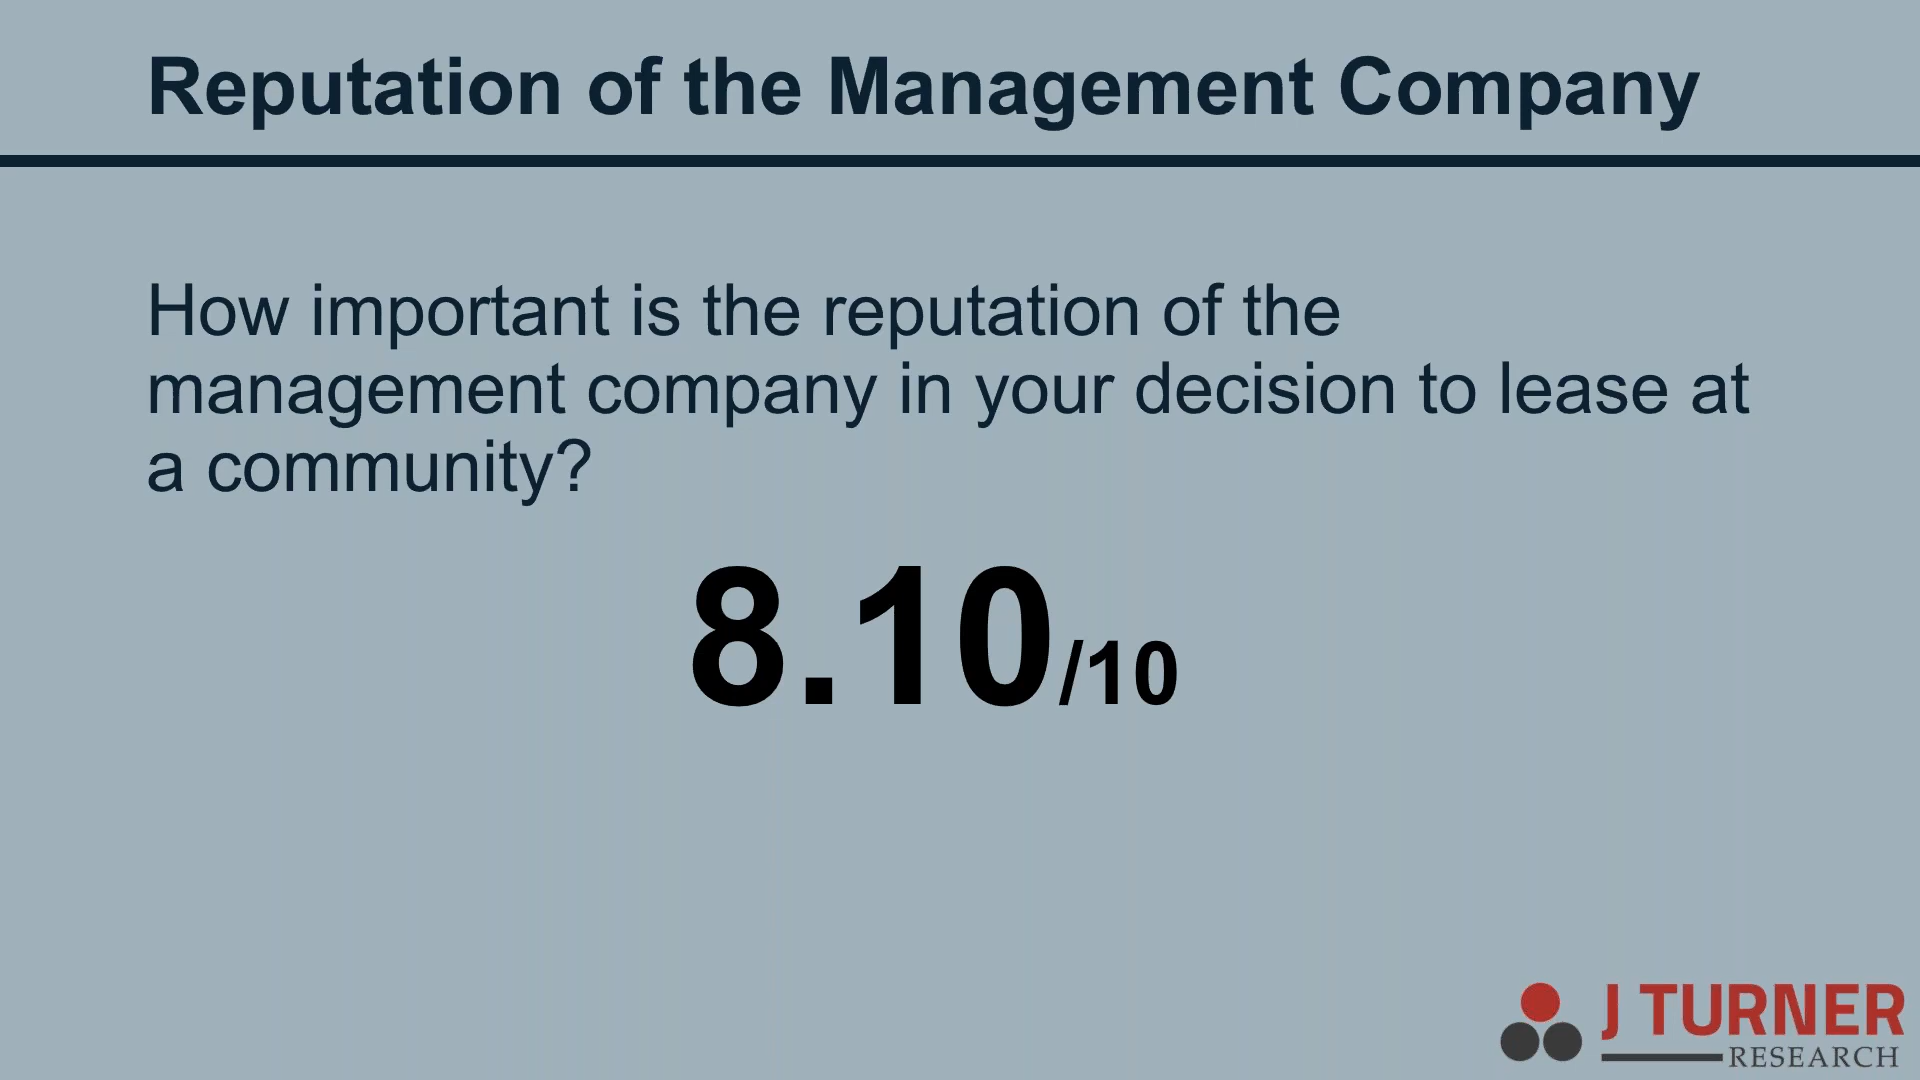 Reputation of the Management Company
How important is the reputation of the
management company in your decision to lease at
a community?
8.10/10
J TURNER
RESEARCH